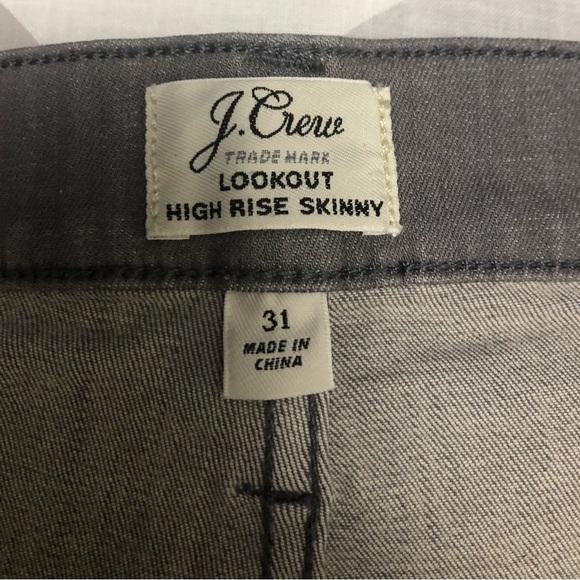 J.Crew
TRADE MARK
LOOKOUT
HIGH RISE SKINNY
31
MADE IN
CHINA